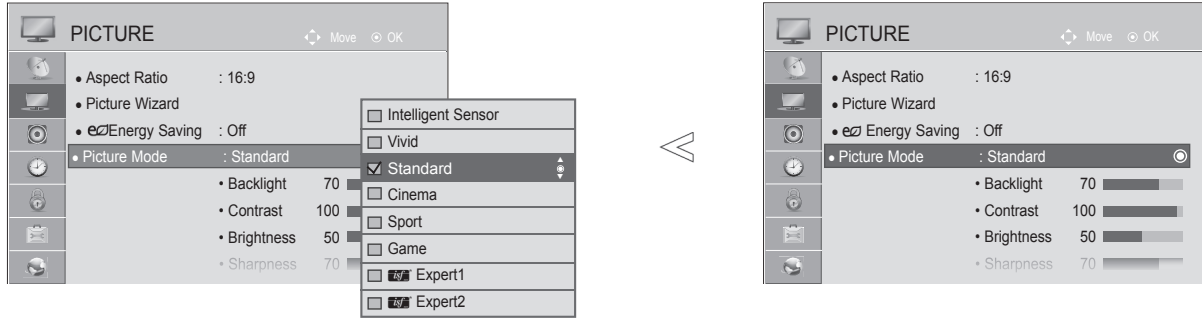 PICTURE
Move
OK
• Aspect Ratio : 16:9
• Picture Wizard
• Energy Saving : Off
• Picture Mode : Standard
• Backlight 70
• Contrast 100
• Brightness 50
• Sharpness 70
Intelligent Sensor
Vivid
Standard
Cinema
Sport
Game
isf Expert1
isf Expert2
PICTURE
Move
OK
• Aspect Ratio : 16:9
• Picture Wizard
• Energy Saving : Off
• Picture Mode : Standard
• Backlight 70
• Contrast 100
• Brightness 50
• Sharpness 70